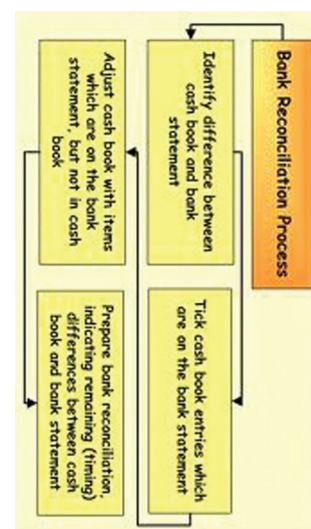 Bank Reconciliation Process
Identify difference between
cash book and bank
statement
Tick cash book entries which
are on the bank statement
Adjust cash book with items
which are on the bank
statement, but not in cash
book
Prepare bank reconciliation,
indicating remaining (timing)
differences between cash
book and bank statement